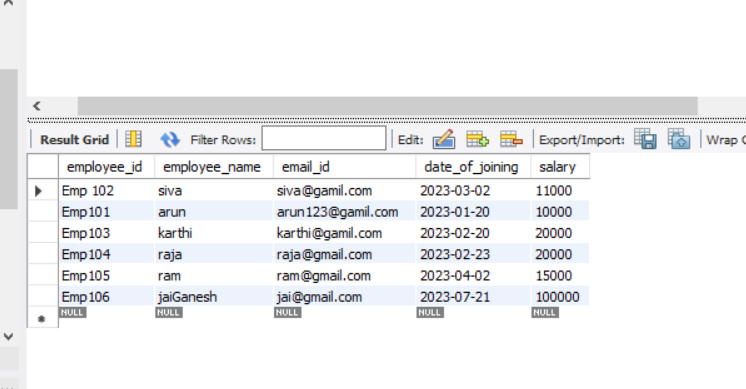 Result Grid Filter Rows: Edit: Export/Import: Wrap C
employee_id employee_name email_id date_of_joining salary
Emp 102 siva siva@gamil.com 2023-03-02 11000
Emp101 arun arun123@gamil.com 2023-01-20 10000
Emp103 karthi karthi@gamil.com 2023-02-20 20000
Emp104 raja raja@gmail.com 2023-02-23 20000
Emp105 ram ram@gmail.com 2023-04-02 15000
Emp106 jaiGanesh jai@gmail.com 2023-07-21 100000
NULL NULL NULL NULL NULL